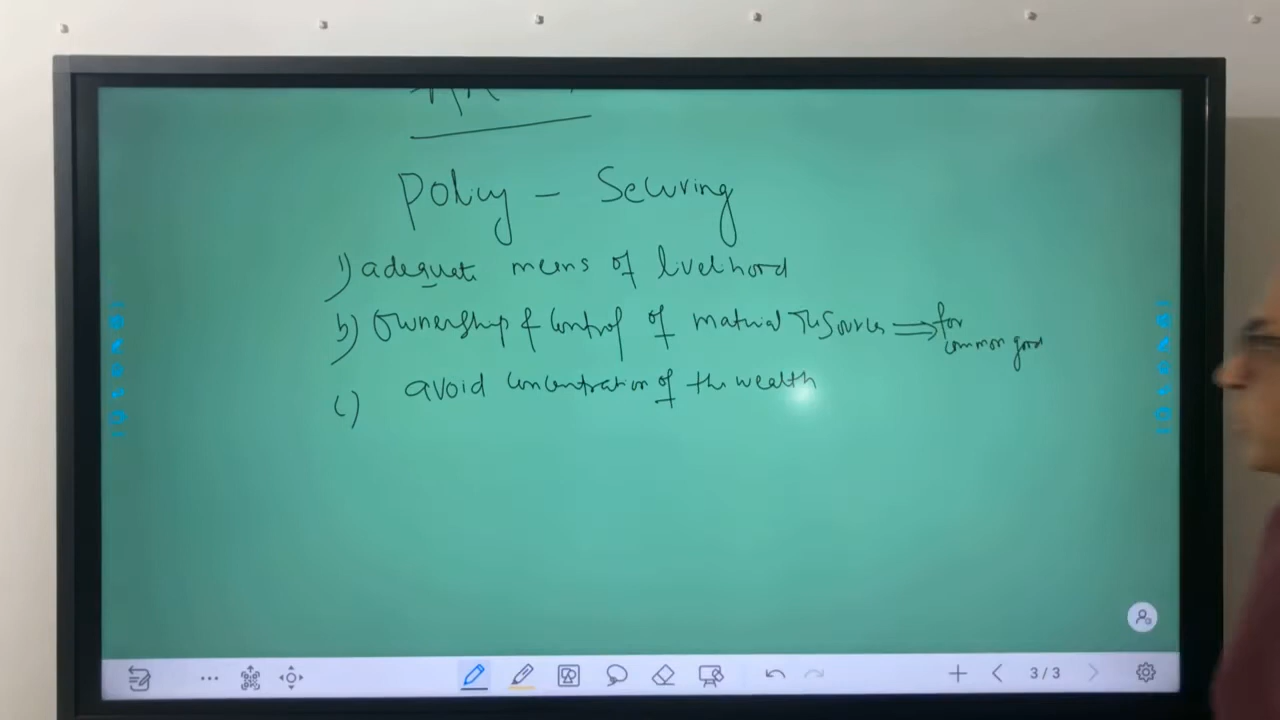 Policy - Securing
1) adequate means of livelihood
b) Ownership & Control of material resources ⇒ for
common good
c) avoid concentration of the wealth
3/3